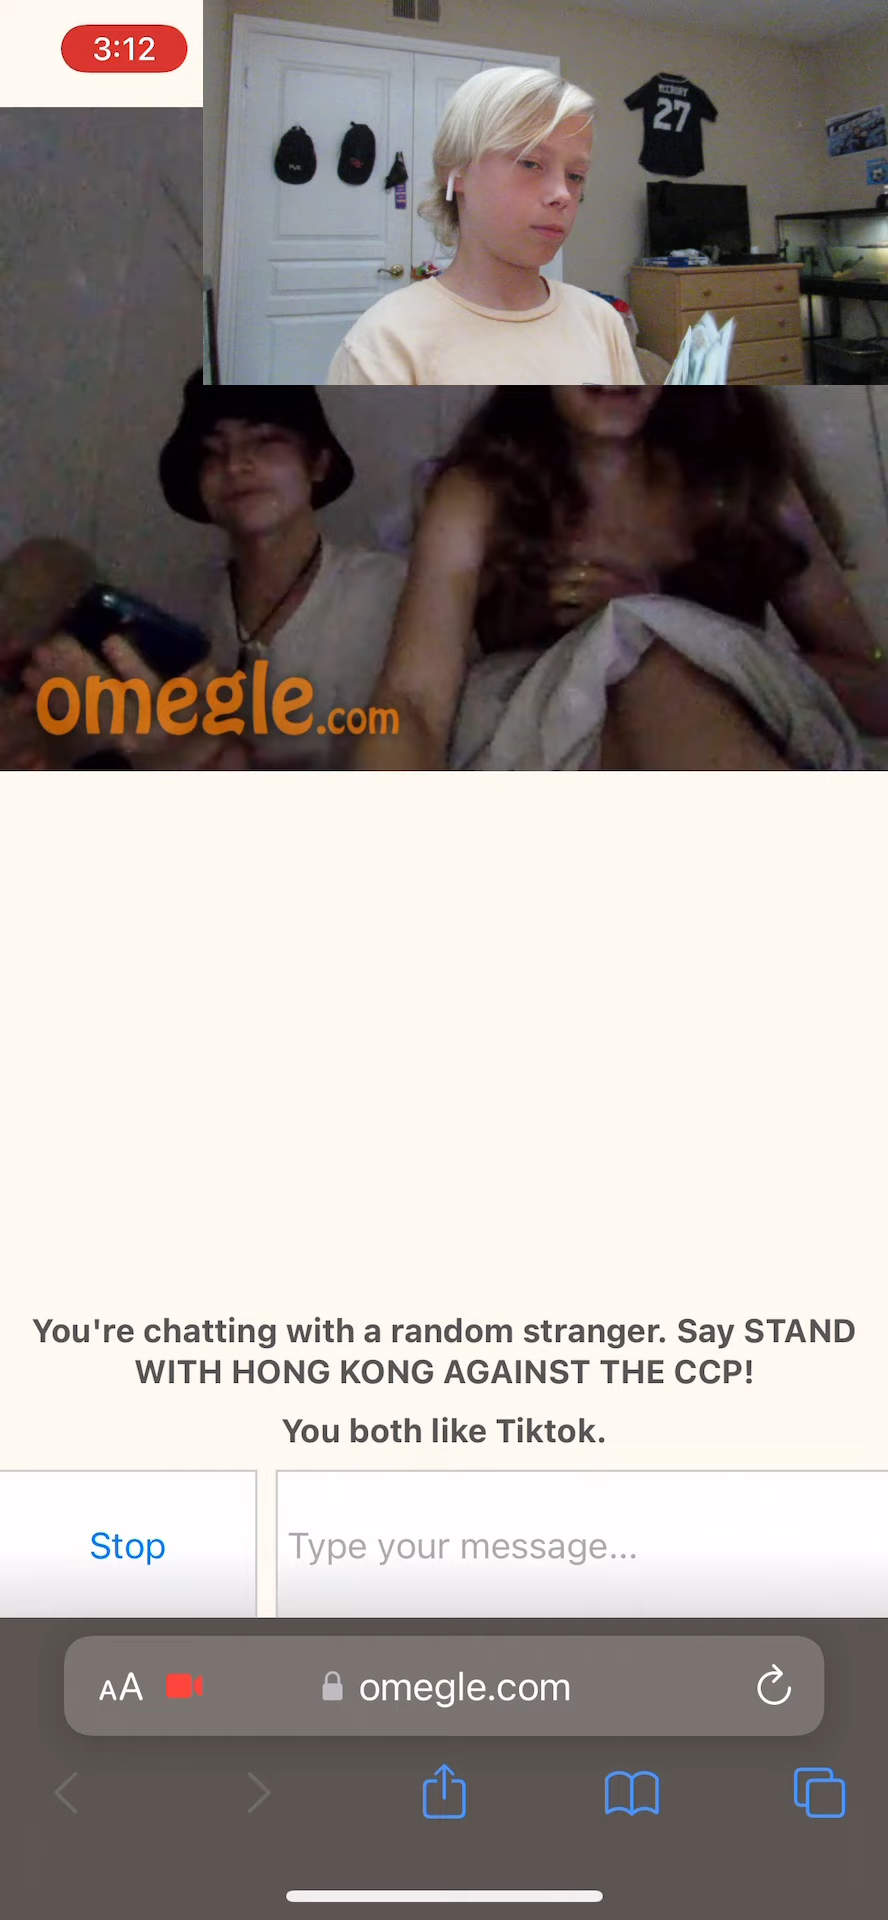 3:12
27
omegle.com
You're chatting with a random stranger. Say STAND
WITH HONG KONG AGAINST THE CCP!
You both like Tiktok.
Stop
Type your message...
AA
omegle.com